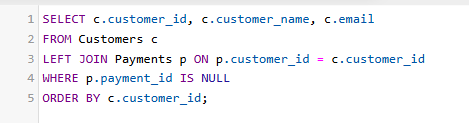 1 SELECT c.customer_id, c.customer_name, c.email
2 FROM Customers c
3 LEFT JOIN Payments p ON p.customer_id = c.customer_id
4 WHERE p.payment_id IS NULL
5 ORDER BY c.customer_id;